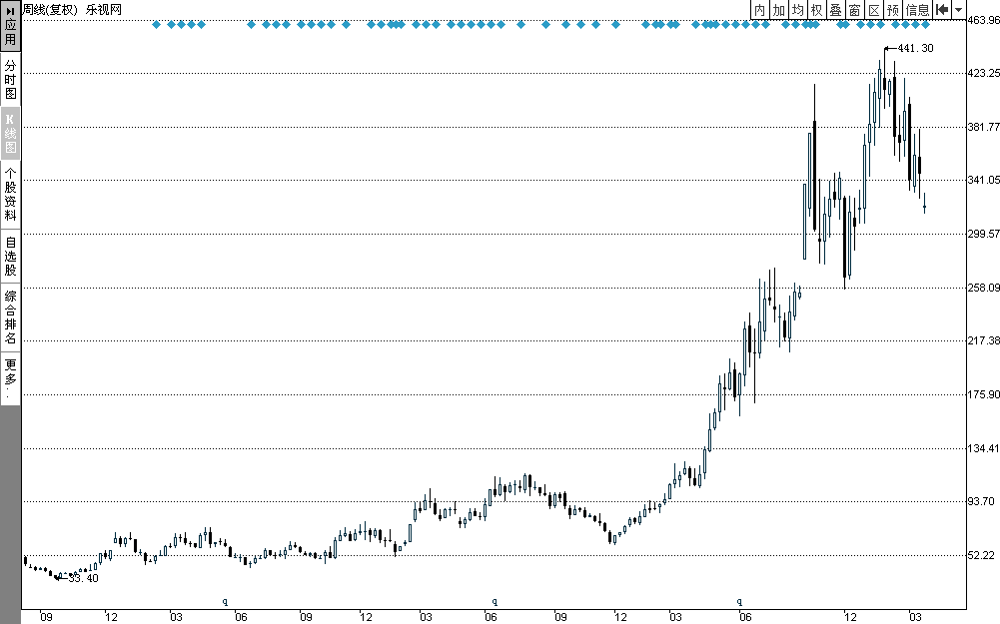 周线(复权) 乐视网
内 加 均 权 叠 窗 区 预 信息
应用
分时图
K线图
个股资料
自选股
综合排名
更多
463.96
441.30
423.25
381.77
341.05
299.57
258.09
217.38
175.90
134.41
93.70
52.22
33.40
q q q
09 12 03 06 09 12 03 06 09 12 03 06 12 03